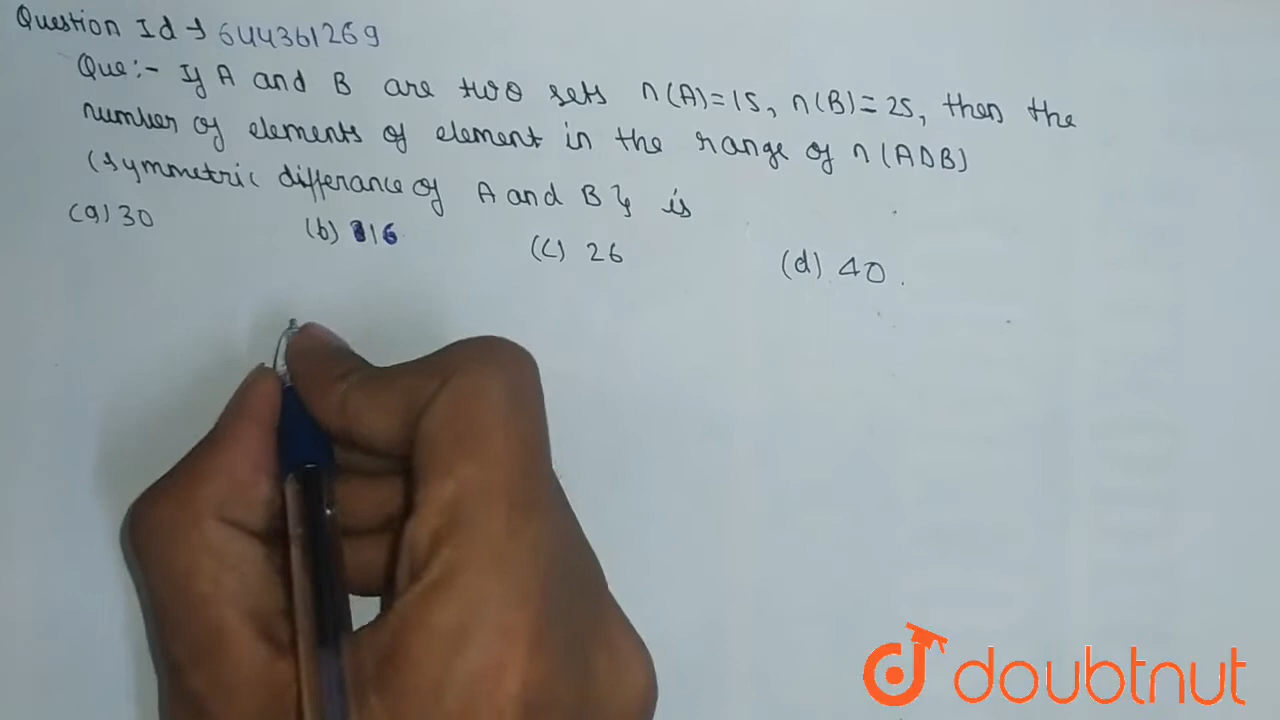 Question Id → 644361269
Que:- If A and B are two sets n(A)=15, n(B)=25, then the
number of elements of element in the range of n(AΔB)
(symmetric differance of A and B} is
(a) 30 (b) 16 (c) 26 (d) 40.
doubtnut